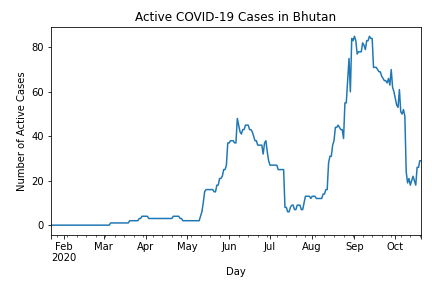 Active COVID-19 Cases in Bhutan
Number of Active Cases
80
60
40
20
0
Feb Mar Apr May Jun Jul Aug Sep Oct
2020
Day